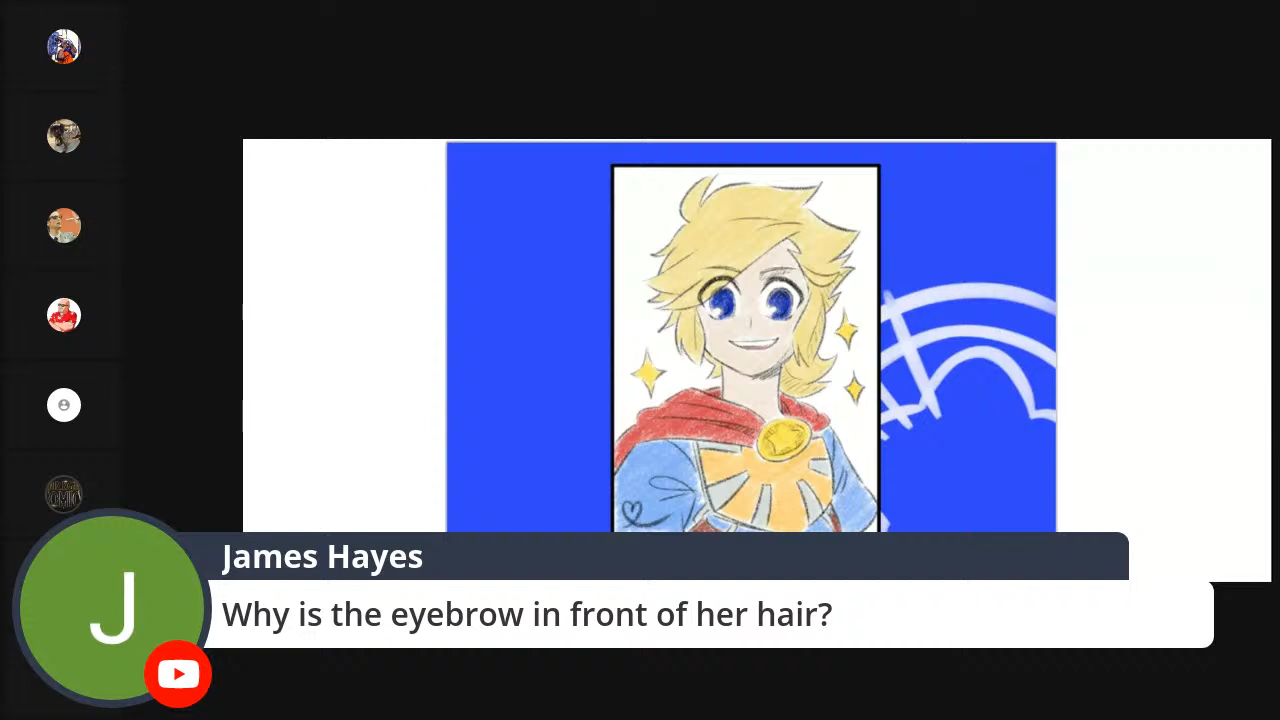 James Hayes
J
Why is the eyebrow in front of her hair?